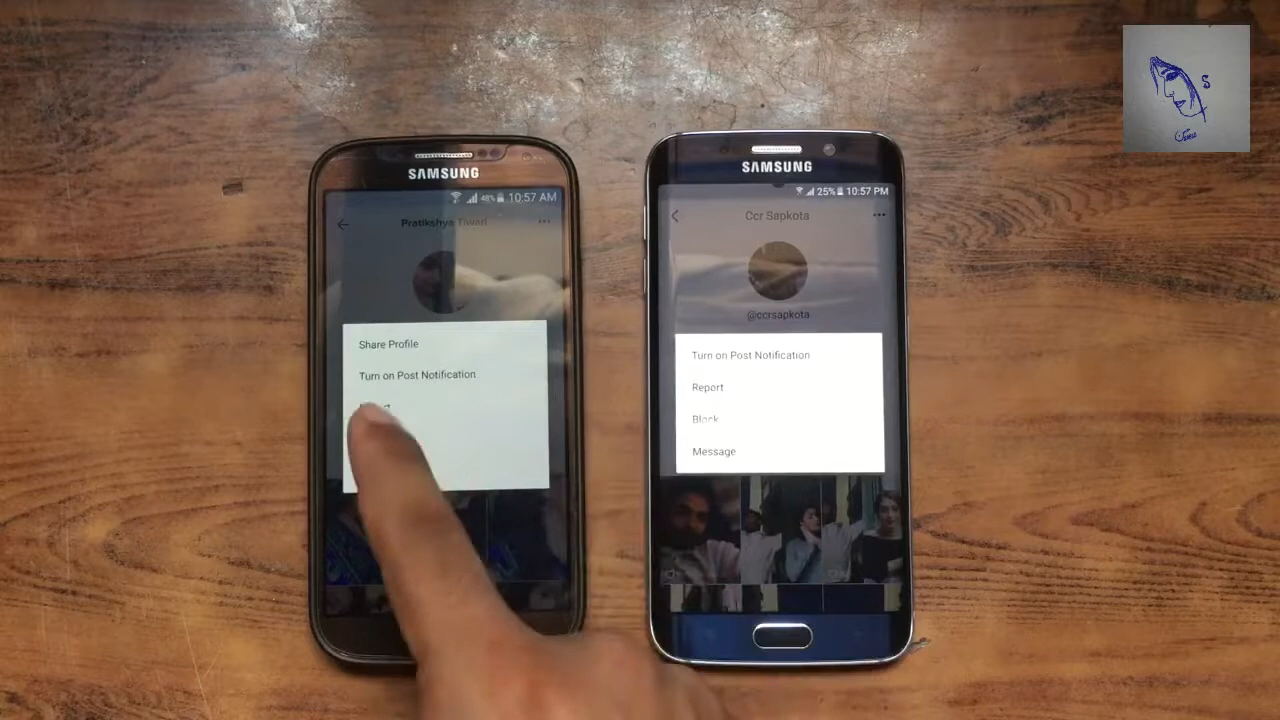 SAMSUNG
48% 10:57 AM
Pratikshya Tiwari
Share Profile
Turn on Post Notification
SAMSUNG
25% 10:57 PM
Ccr Sapkota
@ccrsapkota
Turn on Post Notification
Report
Block
Message
S